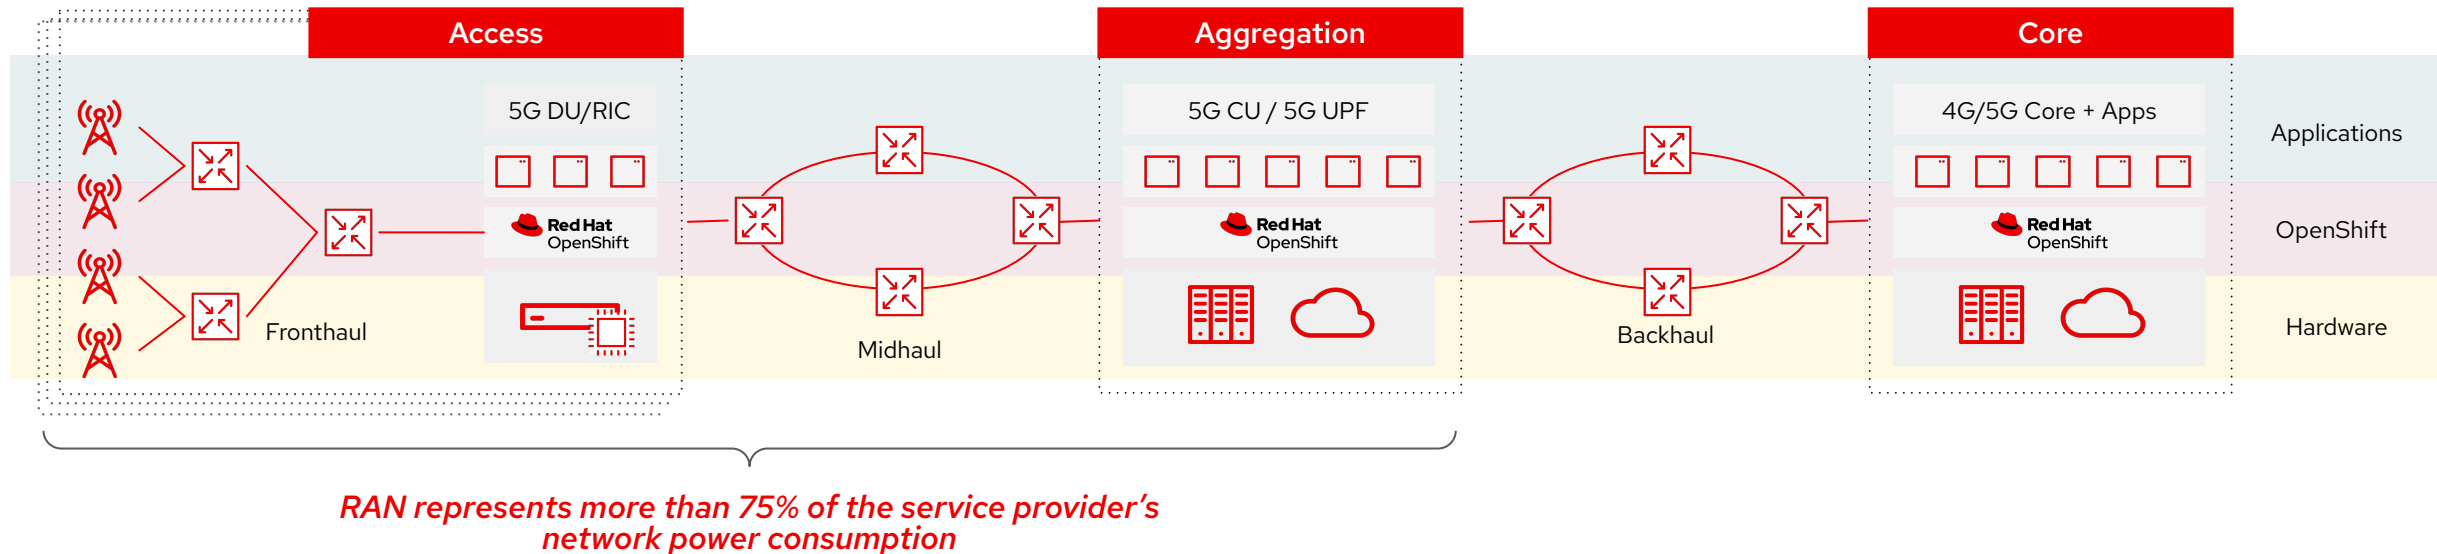 Access
Aggregation
Core
5G DU/RIC
5G CU / 5G UPF
4G/5G Core + Apps
Applications
Red Hat
OpenShift
Red Hat
OpenShift
Red Hat
OpenShift
OpenShift
Fronthaul
Midhaul
Backhaul
Hardware
RAN represents more than 75% of the service provider’s
network power consumption